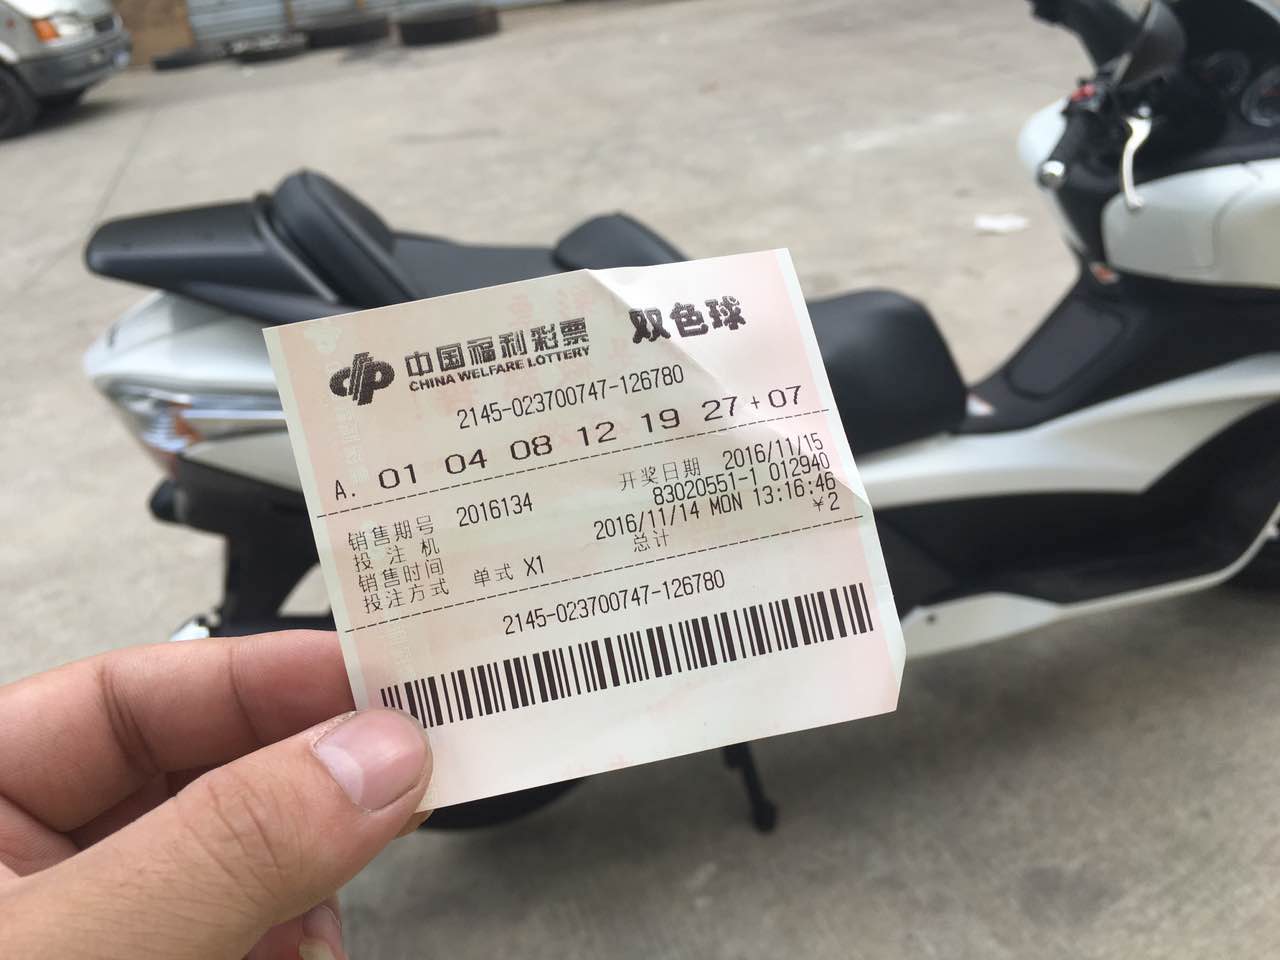 中国福利彩票 双色球
CHINA WELFARE LOTTERY
2145-023700747-126780
A. 01 04 08 12 19 27 + 07
销售期号 2016134 开奖日期 2016/11/15
投注机 83020551-1 012940
销售时间 2016/11/14 MON 13:16:46
投注方式 单式 X1 总计 ¥2
2145-023700747-126780